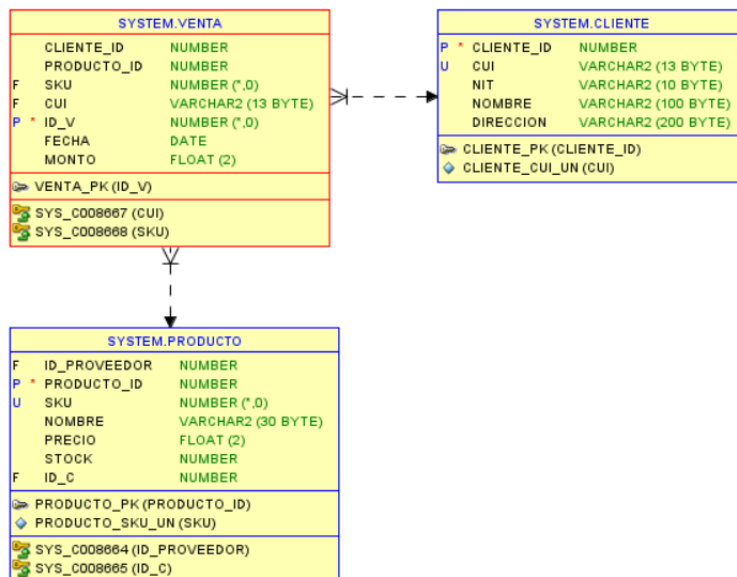 SYSTEM.VENTA
CLIENTE_ID NUMBER
PRODUCTO_ID NUMBER
F SKU NUMBER (*,0)
F CUI VARCHAR2 (13 BYTE)
P * ID_V NUMBER (*,0)
FECHA DATE
MONTO FLOAT (2)
VENTA_PK (ID_V)
SYS_C008667 (CUI)
SYS_C008668 (SKU)
SYSTEM.CLIENTE
P * CLIENTE_ID NUMBER
U CUI VARCHAR2 (13 BYTE)
NIT VARCHAR2 (10 BYTE)
NOMBRE VARCHAR2 (100 BYTE)
DIRECCION VARCHAR2 (200 BYTE)
CLIENTE_PK (CLIENTE_ID)
CLIENTE_CUI_UN (CUI)
SYSTEM.PRODUCTO
F ID_PROVEEDOR NUMBER
P * PRODUCTO_ID NUMBER
U SKU NUMBER (*,0)
NOMBRE VARCHAR2 (30 BYTE)
PRECIO FLOAT (2)
STOCK NUMBER
F ID_C NUMBER
PRODUCTO_PK (PRODUCTO_ID)
PRODUCTO_SKU_UN (SKU)
SYS_C008664 (ID_PROVEEDOR)
SYS_C008665 (ID_C)